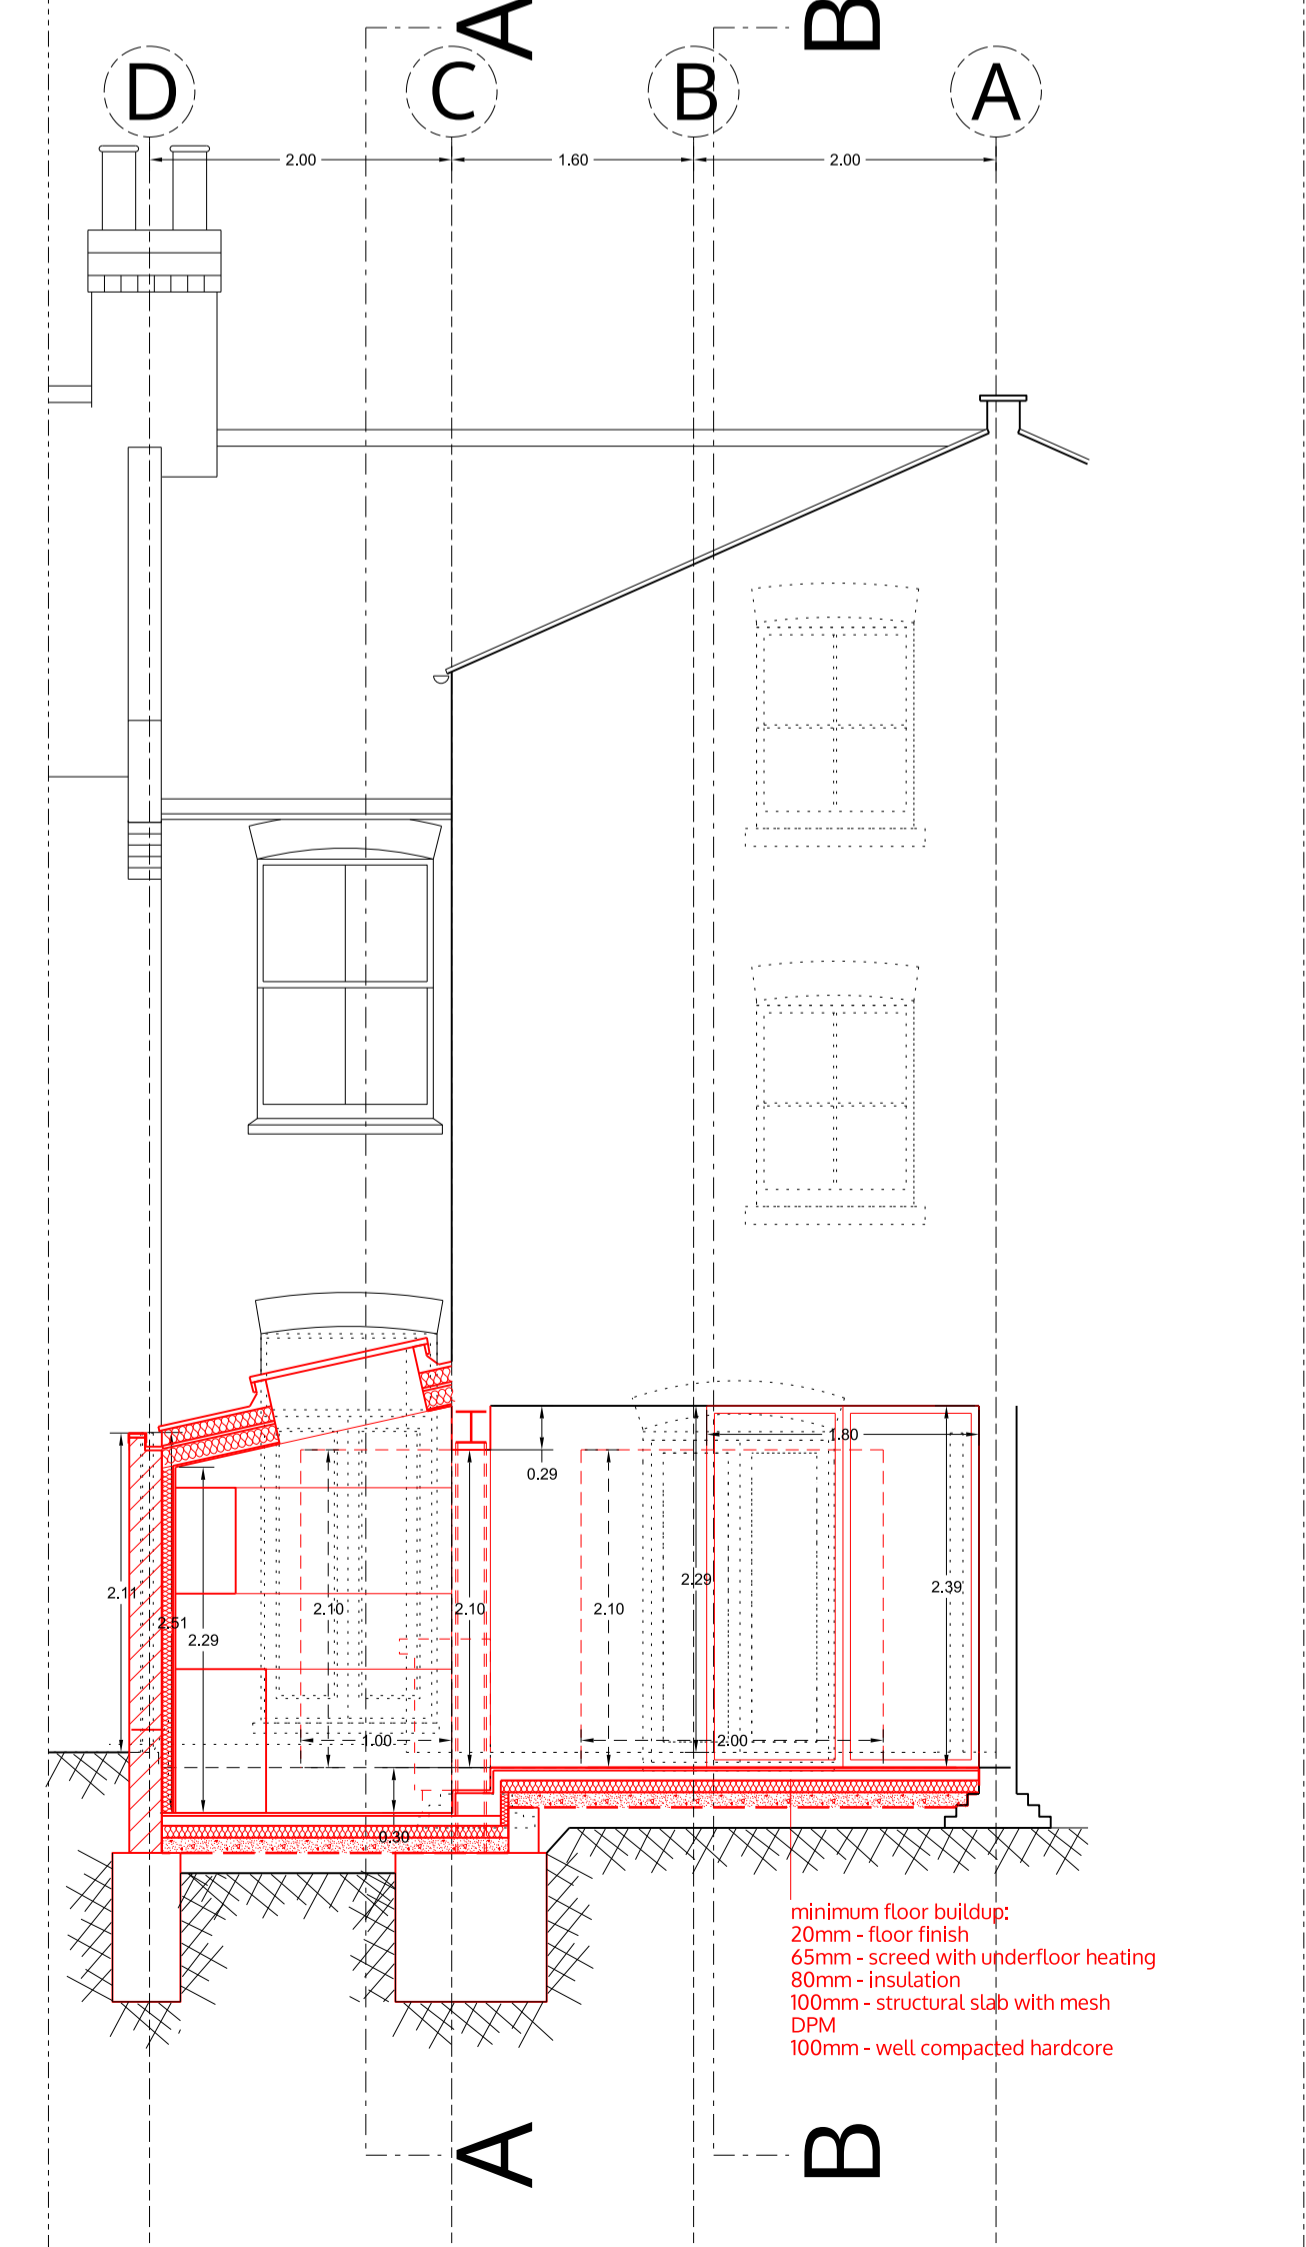 A
B
D
C
B
A
2.00
1.60
2.00
1.80
0.29
2.11
2.51
2.29
2.10
2.10
2.10
2.29
2.39
1.00
2.00
0.30
minimum floor buildup:
20mm - floor finish
65mm - screed with underfloor heating
80mm - insulation
100mm - structural slab with mesh
DPM
100mm - well compacted hardcore
A
B